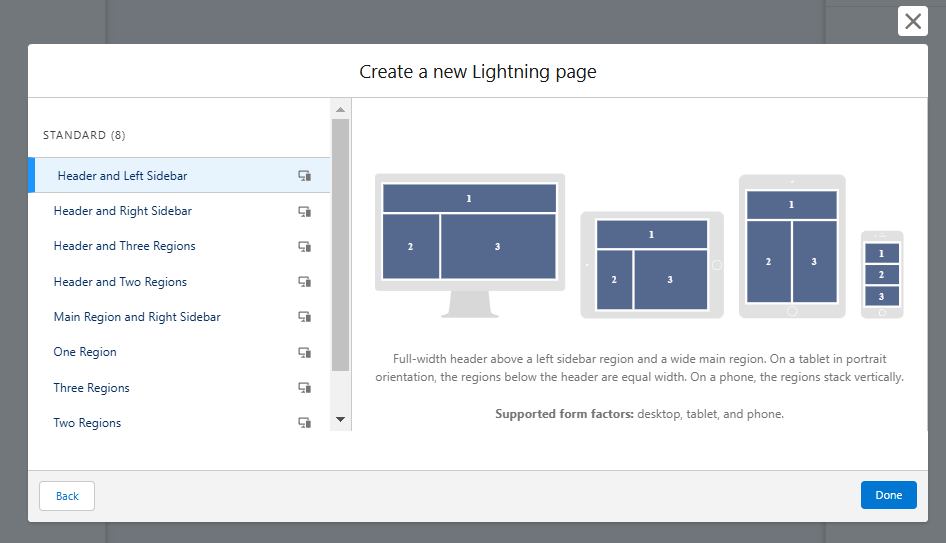 Create a new Lightning page
STANDARD (8)
Header and Left Sidebar
Header and Right Sidebar
Header and Three Regions
Header and Two Regions
Main Region and Right Sidebar
One Region
Three Regions
Two Regions
1
2 3
1
2 3
1
2 3
1
2
3
Full-width header above a left sidebar region and a wide main region. On a tablet in portrait
orientation, the regions below the header are equal width. On a phone, the regions stack vertically.
Supported form factors: desktop, tablet, and phone.
Back
Done